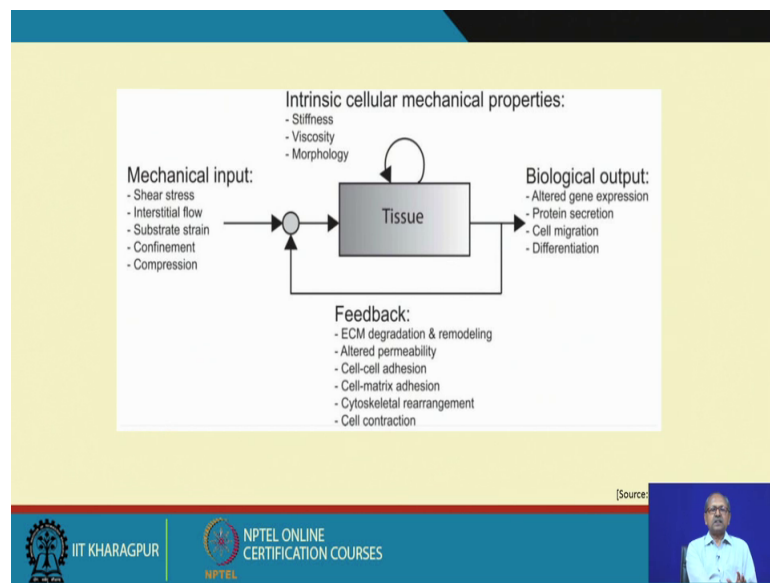 Intrinsic cellular mechanical properties:
- Stiffness
- Viscosity
- Morphology
Mechanical input:
- Shear stress
- Interstitial flow
- Substrate strain
- Confinement
- Compression
Tissue
Biological output:
- Altered gene expression
- Protein secretion
- Cell migration
- Differentiation
Feedback:
- ECM degradation & remodeling
- Altered permeability
- Cell-cell adhesion
- Cell-matrix adhesion
- Cytoskeletal rearrangement
- Cell contraction
[Source:
IIT KHARAGPUR
NPTEL
NPTEL ONLINE
CERTIFICATION COURSES